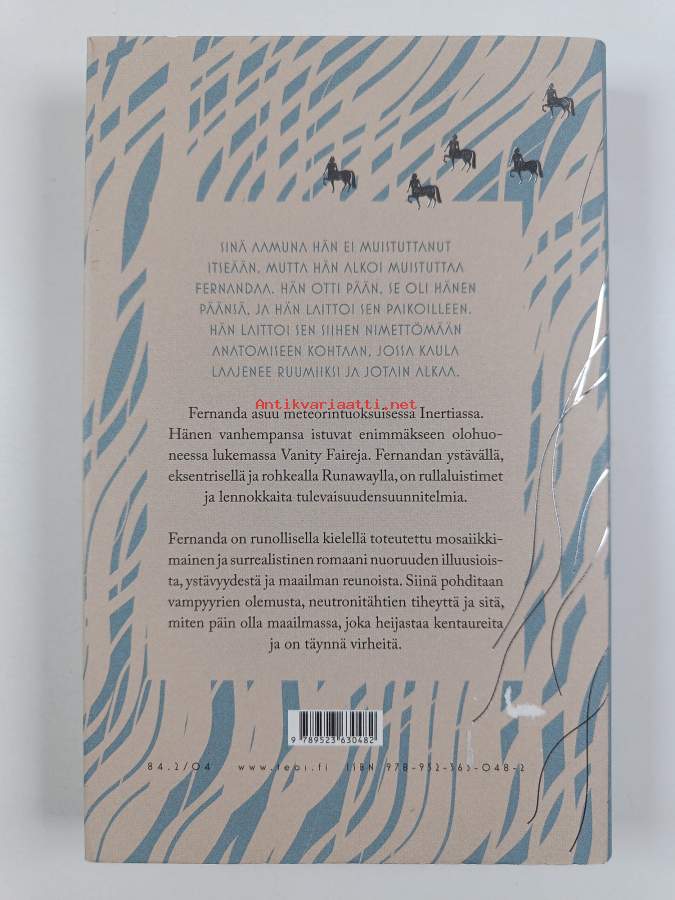 SINÄ AAMUNA HÄN EI MUISTUTTANUT
ITSEÄÄN, MUTTA HÄN ALKOI MUISTUTTAA
FERNANDAA. HÄN OTTI PÄÄN, SE OLI HÄNEN
PÄÄNSÄ, JA HÄN LAITTOI SEN PAIKOILLEEN.
HÄN LAITTOI SEN SIIHEN NIMETTÖMÄÄN
ANATOMISEEN KOHTAAN, JOSSA KAULA
LAAJENEE RUUMIIKSI JA JOTAIN ALKAA.
Antikvariaatti.net
Fernanda asuu meteorintuoksuisessa Inertiassa.
Hänen vanhempansa istuvat enimmäkseen olohuo-
neessa lukemassa Vanity Faireja. Fernandan ystävällä,
eksentrisellä ja rohkealla Runawaylla, on rullaluistimet
ja lennokkaita tulevaisuudensuunnitelmia.
Fernanda on runollisella kielellä toteutettu mosaiikki-
mainen ja surrealistinen romaani nuoruuden illuusiois-
ta, ystävyydestä ja maailman reunoista. Siinä pohditaan
vampyyrien olemusta, neutronitähtien tiheyttä ja sitä,
miten päin olla maailmassa, joka heijastaa kentaureita
ja on täynnä virheitä.
9 789523 630482
84.2/04 www.teos.fi ISBN 978-952-363-048-2